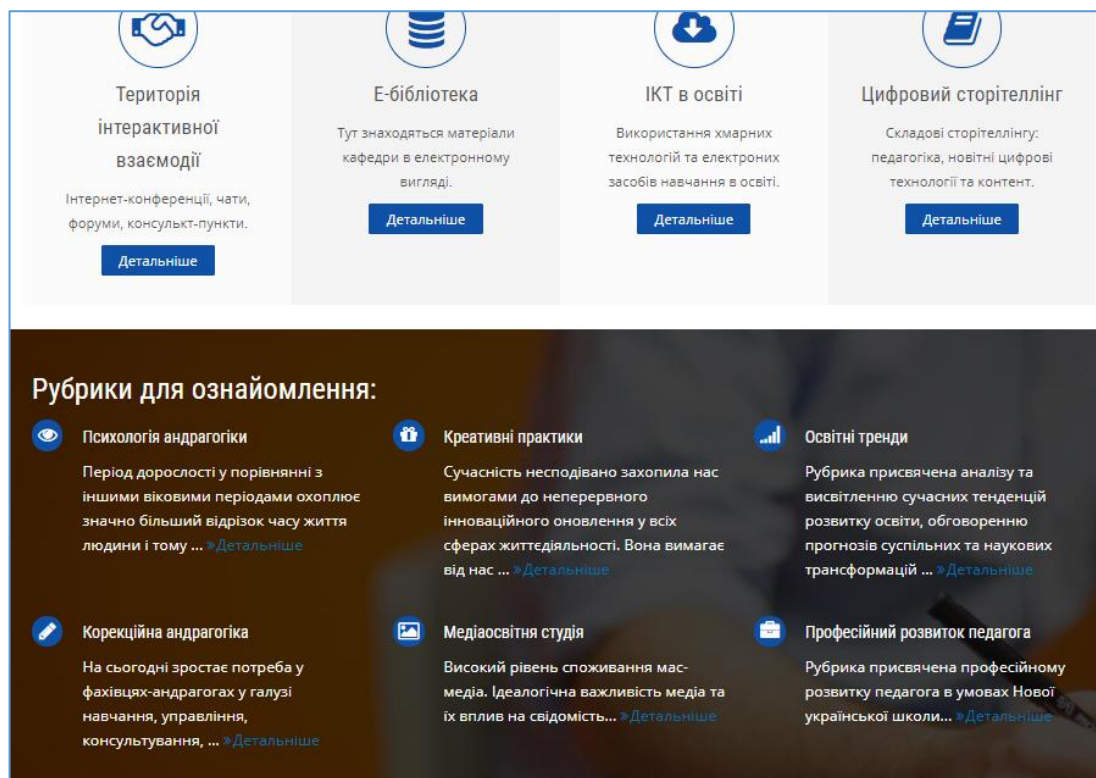 Територія
інтерактивної
взаємодії
Інтернет-конференції, чати,
форуми, консульт-пункти.
Детальніше
Е-бібліотека
Тут знаходяться матеріали
кафедри в електронному
вигляді.
Детальніше
ІКТ в освіті
Використання хмарних
технологій та електроних
засобів навчання в освіті.
Детальніше
Цифровий сторітеллінг
Складові сторітеллінгу:
педагогіка, новітні цифрові
технології та контент.
Детальніше
Рубрики для ознайомлення:
Психологія андрагогіки
Період дорослості у порівнянні з
іншими віковими періодами охоплює
значно більший відрізок часу життя
людини і тому ... »Детальніше
Креативні практики
Сучасність несподівано захопила нас
вимогами до неперервного
інноваційного оновлення у всіх
сферах життєдіяльності. Вона вимагає
від нас ... »Детальніше
Освітні тренди
Рубрика присвячена аналізу та
висвітленню сучасних тенденцій
розвитку освіти, обговоренню
прогнозів суспільних та наукових
трансформацій ... »Детальніше
Корекційна андрагогіка
На сьогодні зростає потреба у
фахівцях-андрагогах у галузі
навчання, управління,
консультування, ... »Детальніше
Медіаосвітня студія
Високий рівень споживання мас-
медіа. Ідеалогічна важливість медіа та
їх вплив на свідомість... »Детальніше
Професійний розвиток педагога
Рубрика присвячена професійному
розвитку педагога в умовах Нової
української школи... »Детальніше